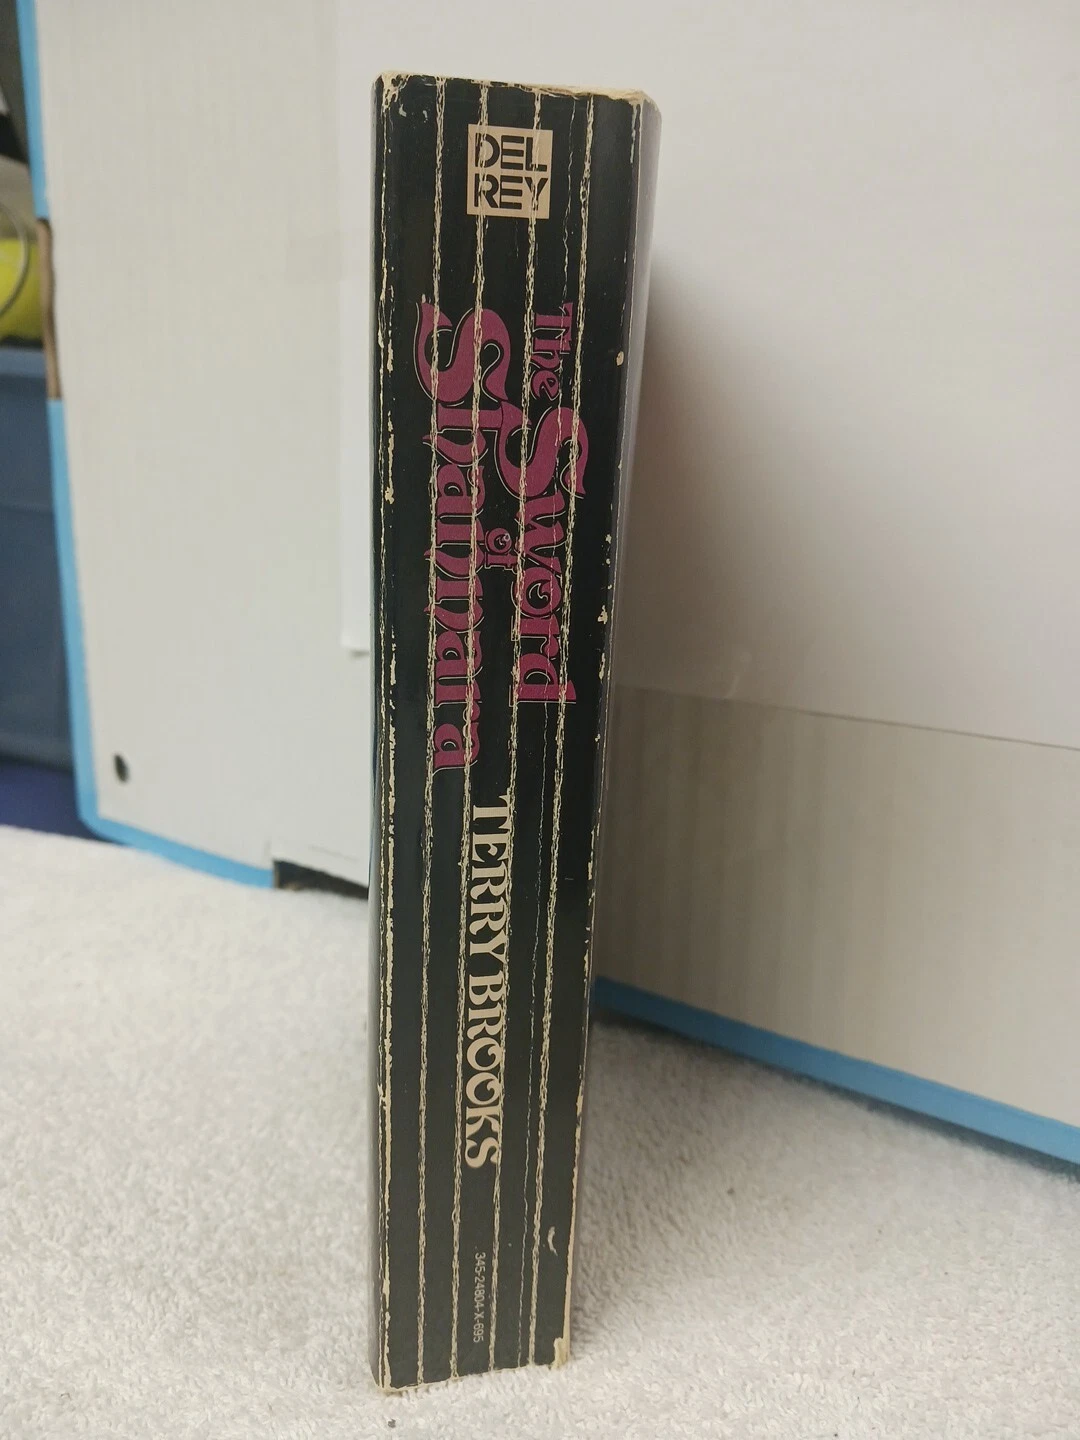 DEL
REY
The Sword
of
Shannara
TERRY BROOKS
345-24804-X-695